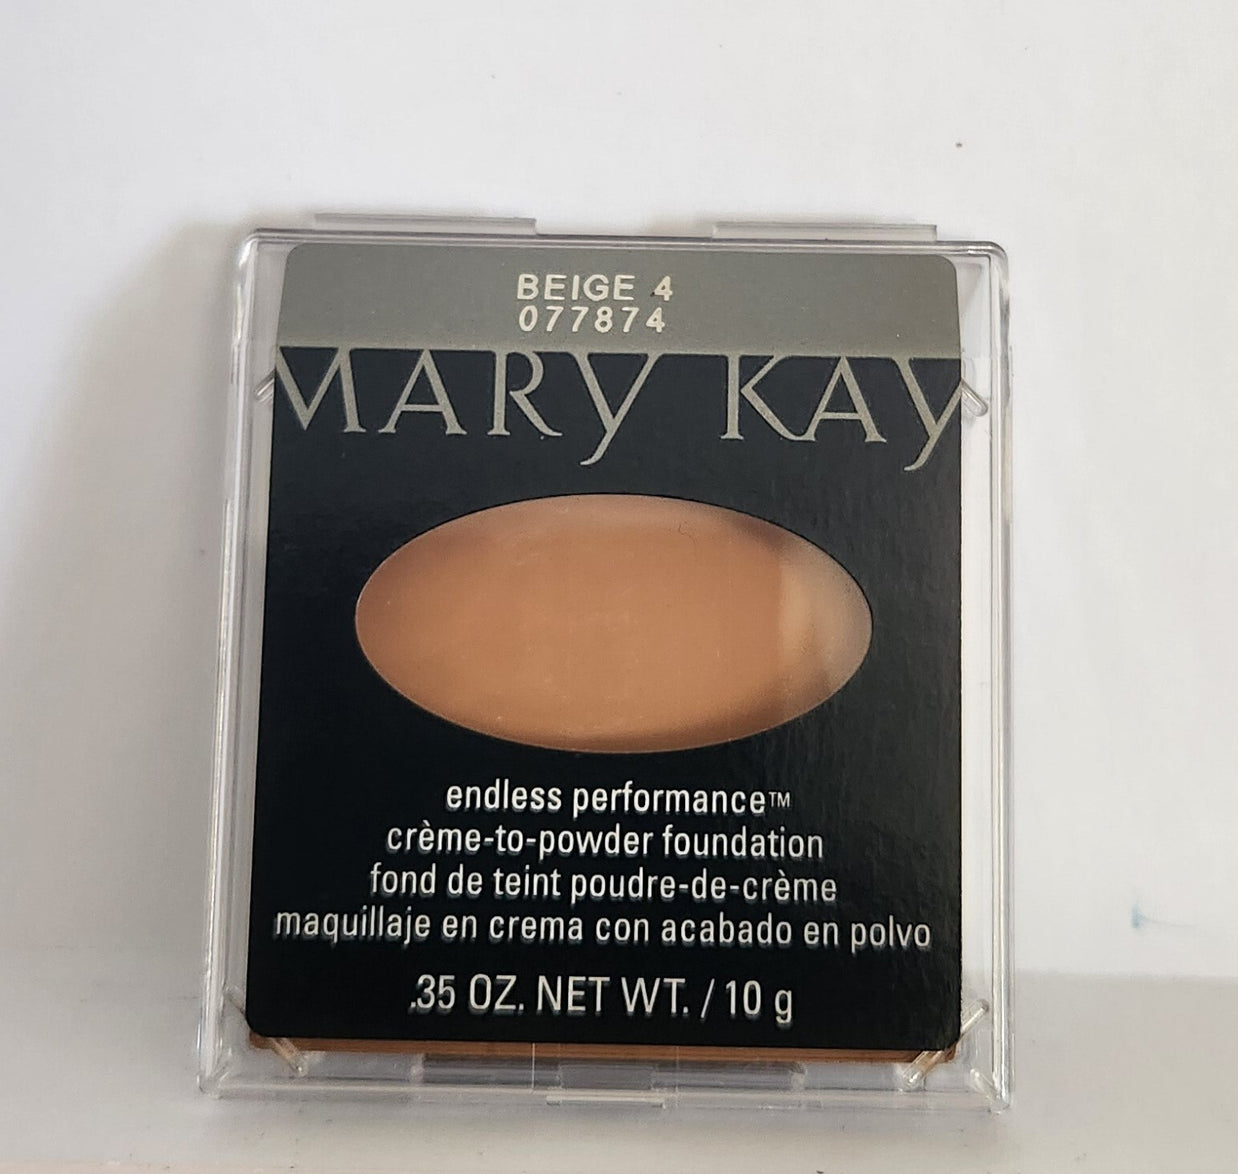 BEIGE 4
077874
MARY KAY
endless performance™
crème-to-powder foundation
fond de teint poudre-de-crème
maquillaje en crema con acabado en polvo
.35 OZ. NET WT. / 10 g